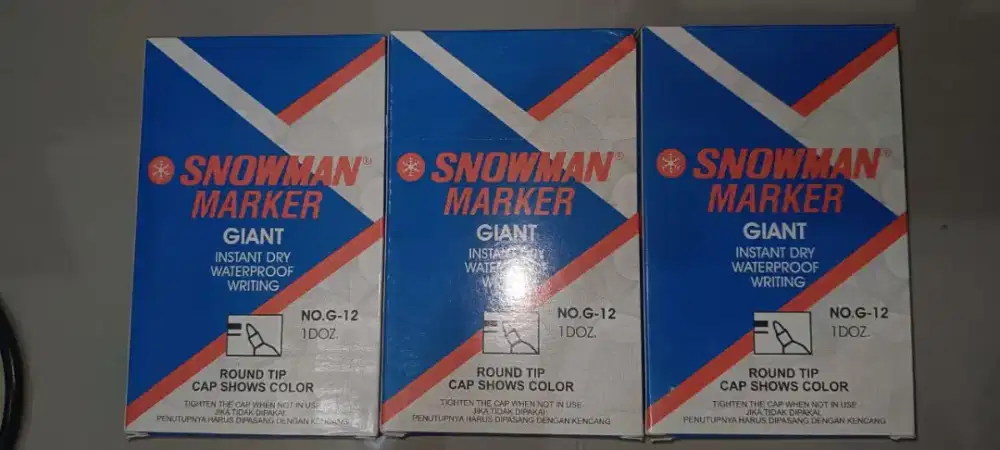 SNOWMAN®
MARKER
GIANT
INSTANT DRY
WATERPROOF
WRITING
NO.G-12
1DOZ.
ROUND TIP
CAP SHOWS COLOR
TIGHTEN THE CAP WHEN NOT IN USE
JIKA TIDAK DIPAKAI
PENUTUPNYA HARUS DIPASANG DENGAN KENCANG
SNOWMAN®
MARKER
GIANT
INSTANT DRY
WATERPROOF
NO.G-12
1DOZ.
ROUND TIP
CAP SHOWS COLOR
TIGHTEN THE CAP WHEN NOT IN USE
JIKA TIDAK DIPAKAI
PENUTUPNYA HARUS DIPASANG DENGAN KENCANG
SNOWMAN®
MARKER
GIANT
INSTANT DRY
WATERPROOF
WRITING
NO.G-12
1DOZ.
ROUND TIP
CAP SHOWS COLOR
TIGHTEN THE CAP WHEN NOT IN USE
JIKA TIDAK DIPAKAI
PENUTUPNYA HARUS DIPASANG DENGAN KENCANG